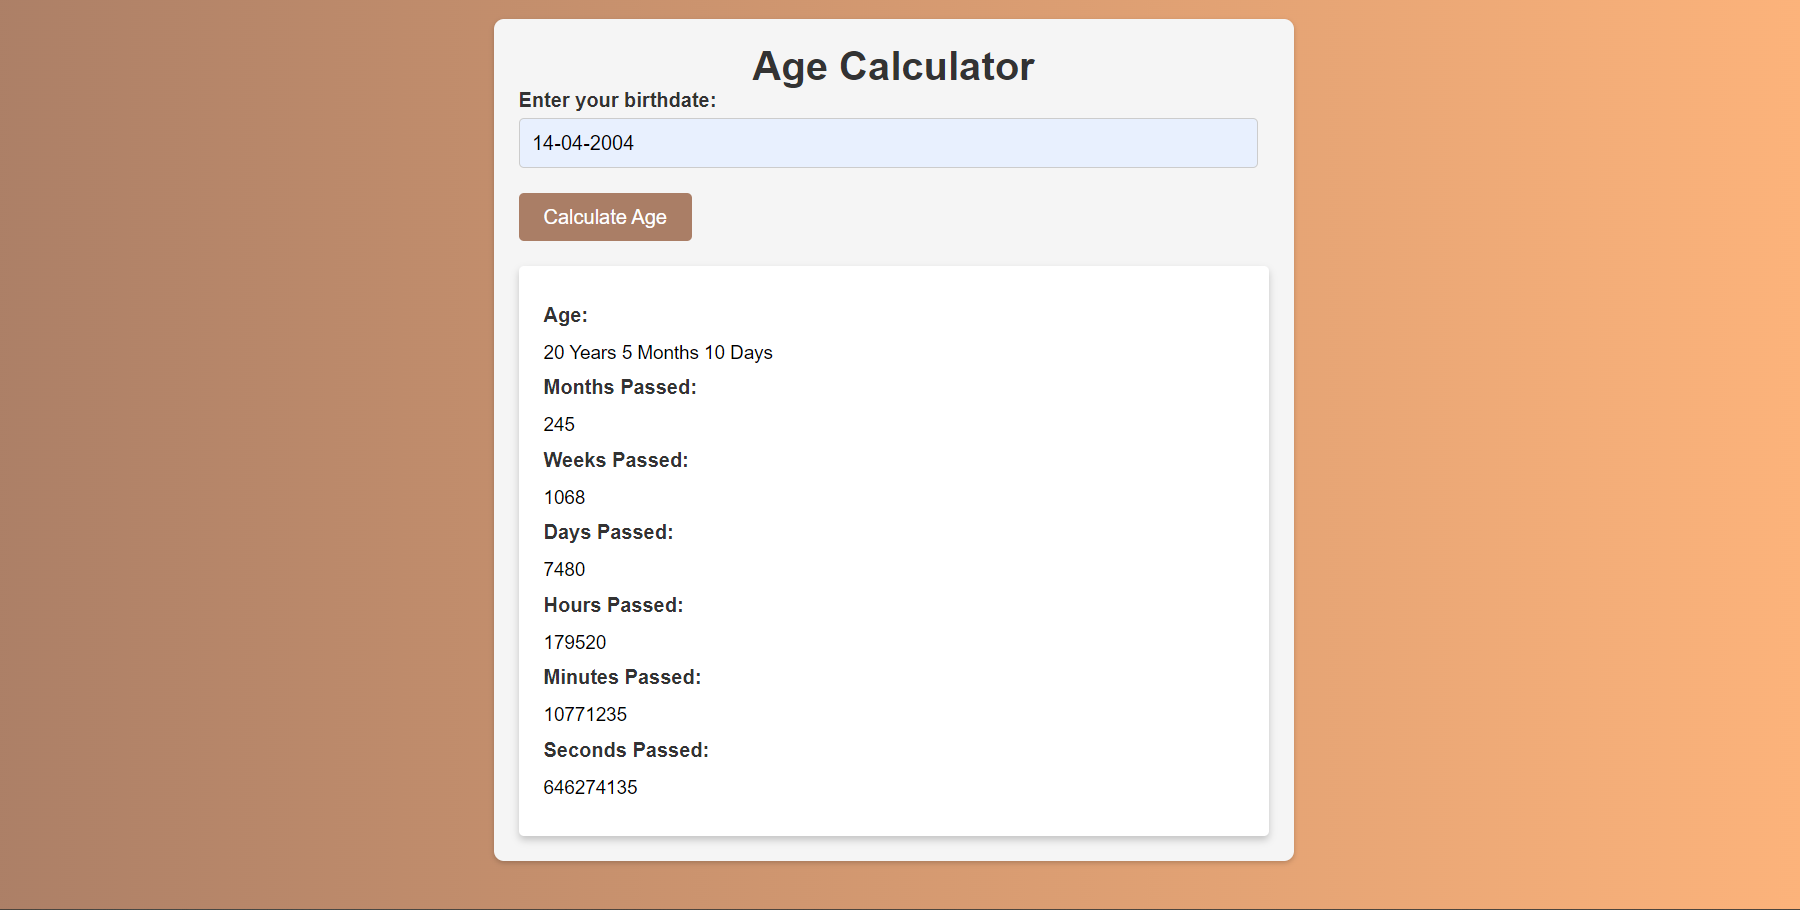 Age Calculator
Enter your birthdate:
14-04-2004
Calculate Age
Age:
20 Years 5 Months 10 Days
Months Passed:
245
Weeks Passed:
1068
Days Passed:
7480
Hours Passed:
179520
Minutes Passed:
10771235
Seconds Passed:
646274135